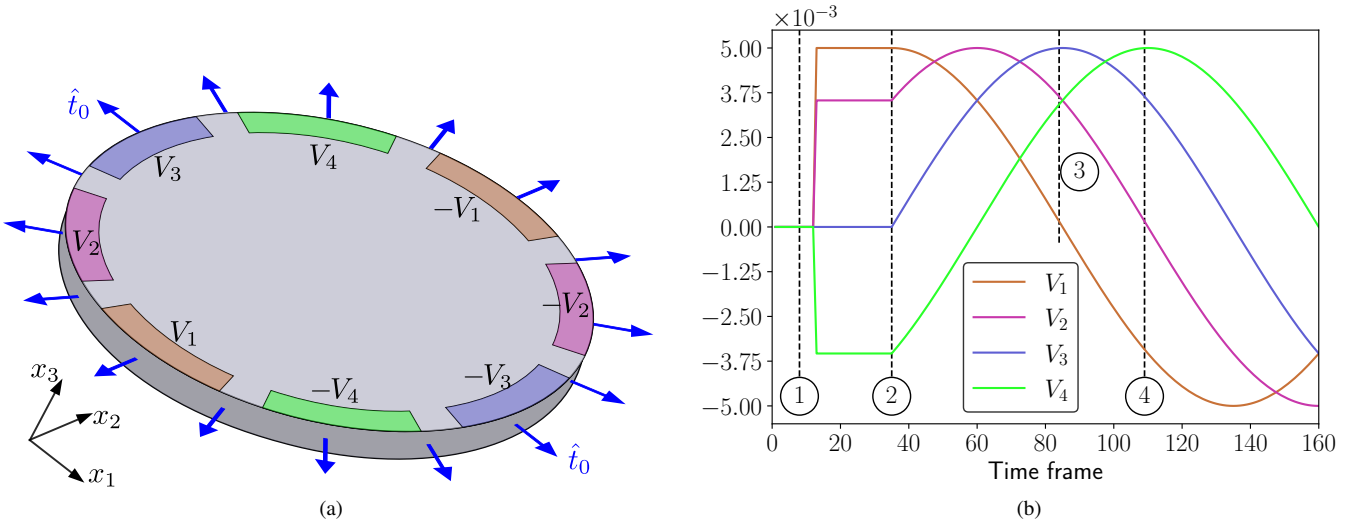 t̂₀
V₃
V₄
−V₁
V₂
−V₂
V₁
−V₄
−V₃
t̂₀
x₃
x₂
x₁
(a)
×10⁻³
5.00
3.75
2.50
1.25
0.00
−1.25
−2.50
−3.75
−5.00
1
2
3
4
V₁
V₂
V₃
V₄
0 20 40 60 80 100 120 140 160
Time frame
(b)